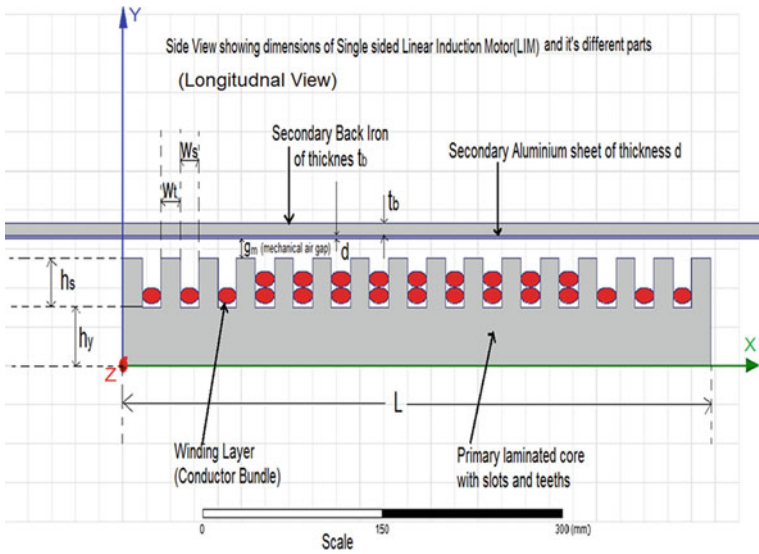 Y
Side View showing dimensions of Single sided Linear Induction Motor(LIM) and it's different parts
(Longitudnal View)
Secondary Back Iron
of thicknes tb
Secondary Aluminium sheet of thickness d
Ws
Wt
tb
gm (mechanical air gap)
d
hs
hy
X
Z
L
Winding Layer
(Conductor Bundle)
Primary laminated core
with slots and teeths
0
150
300 (mm)
Scale